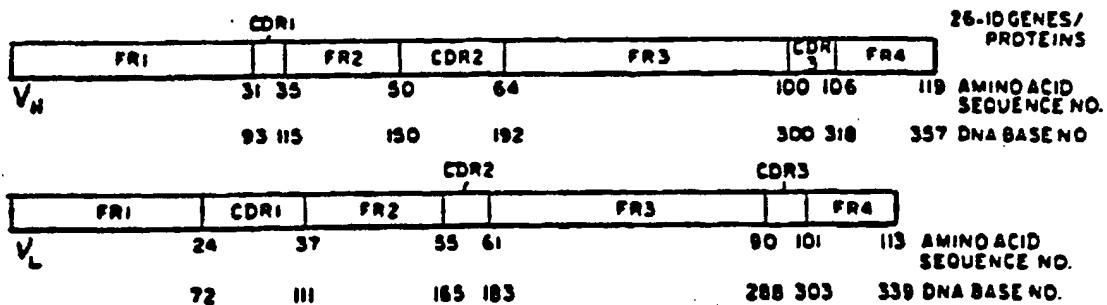 CDR1
26-10 GENES/
PROTEINS
FR1 FR2 CDR2 FR3 CDR 3 FR4
VH 31 35 50 64 100 106 119 AMINO ACID
SEQUENCE NO.
93 115 150 192 300 318 357 DNA BASE NO
CDR2 CDR3
FR1 CDR1 FR2 FR3 FR4
VL 24 37 55 61 90 101 113 AMINO ACID
SEQUENCE NO.
72 111 165 183 288 303 339 DNA BASE NO.